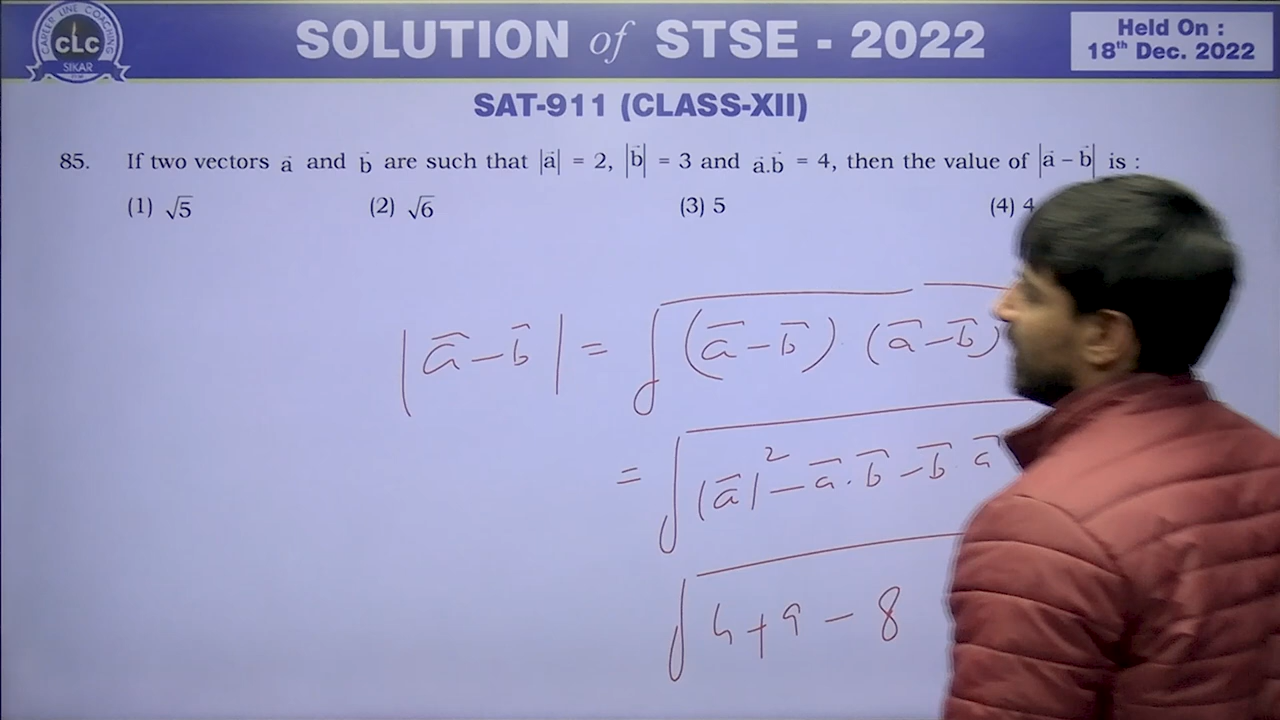 CAREER LINE COACHING
CLC
SIKAR
SOLUTION of STSE - 2022
Held On :
18th Dec. 2022
SAT-911 (CLASS-XII)
85. If two vectors a⃗ and b⃗ are such that |a⃗| = 2, |b⃗| = 3 and a⃗.b⃗ = 4, then the value of |a⃗ – b⃗| is :
(1) √5 (2) √6 (3) 5 (4) 4
|a̅ – b̅| = √(a̅ – b̅) · (a̅ – b̅)
= √|a̅|² – a̅ . b̅ – b̅ . a̅
√4 + 9 – 8